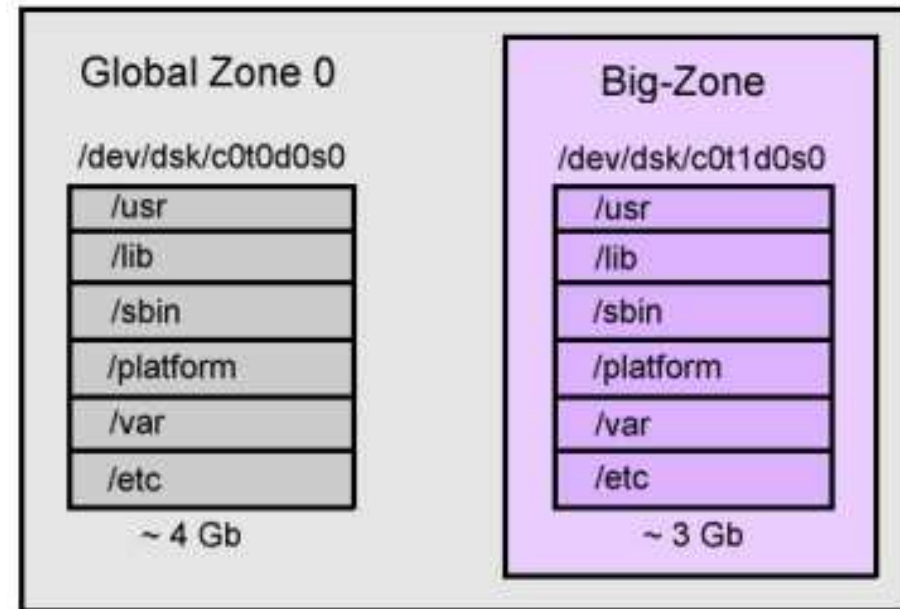 Global Zone 0
/dev/dsk/c0t0d0s0
/usr
/lib
/sbin
/platform
/var
/etc
~ 4 Gb
Big-Zone
/dev/dsk/c0t1d0s0
/usr
/lib
/sbin
/platform
/var
/etc
~ 3 Gb